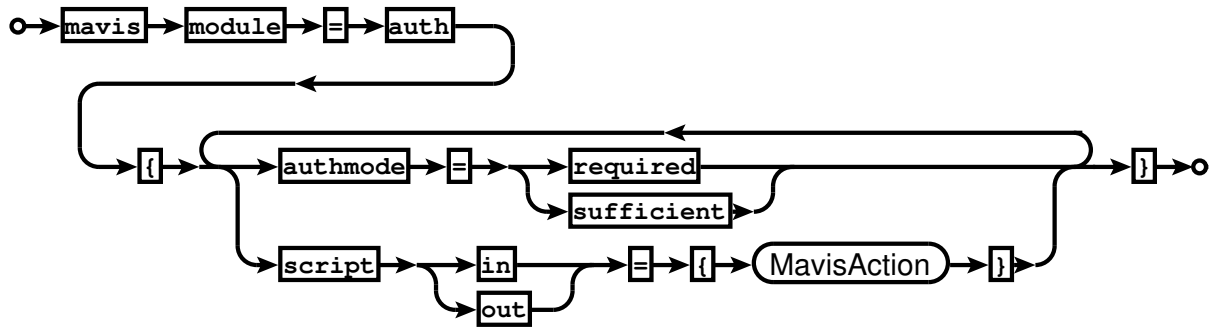 mavis module = auth
{ authmode = required }
sufficient
script in = { MavisAction }
out